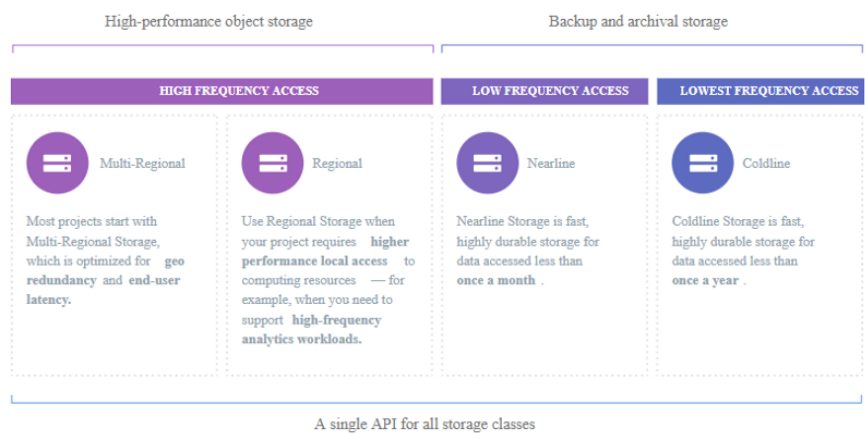 High-performance object storage
Backup and archival storage
HIGH FREQUENCY ACCESS
LOW FREQUENCY ACCESS
LOWEST FREQUENCY ACCESS
Multi-Regional
Most projects start with
Multi-Regional Storage,
which is optimized for geo
redundancy and end-user
latency.
Regional
Use Regional Storage when
your project requires higher
performance local access to
computing resources — for
example, when you need to
support high-frequency
analytics workloads.
Nearline
Nearline Storage is fast,
highly durable storage for
data accessed less than
once a month .
Coldline
Coldline Storage is fast,
highly durable storage for
data accessed less than
once a year .
A single API for all storage classes